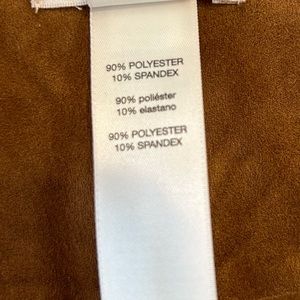 90% POLYESTER
10% SPANDEX
90% poliéster
10% elastano
90% POLYESTER
10% SPANDEX